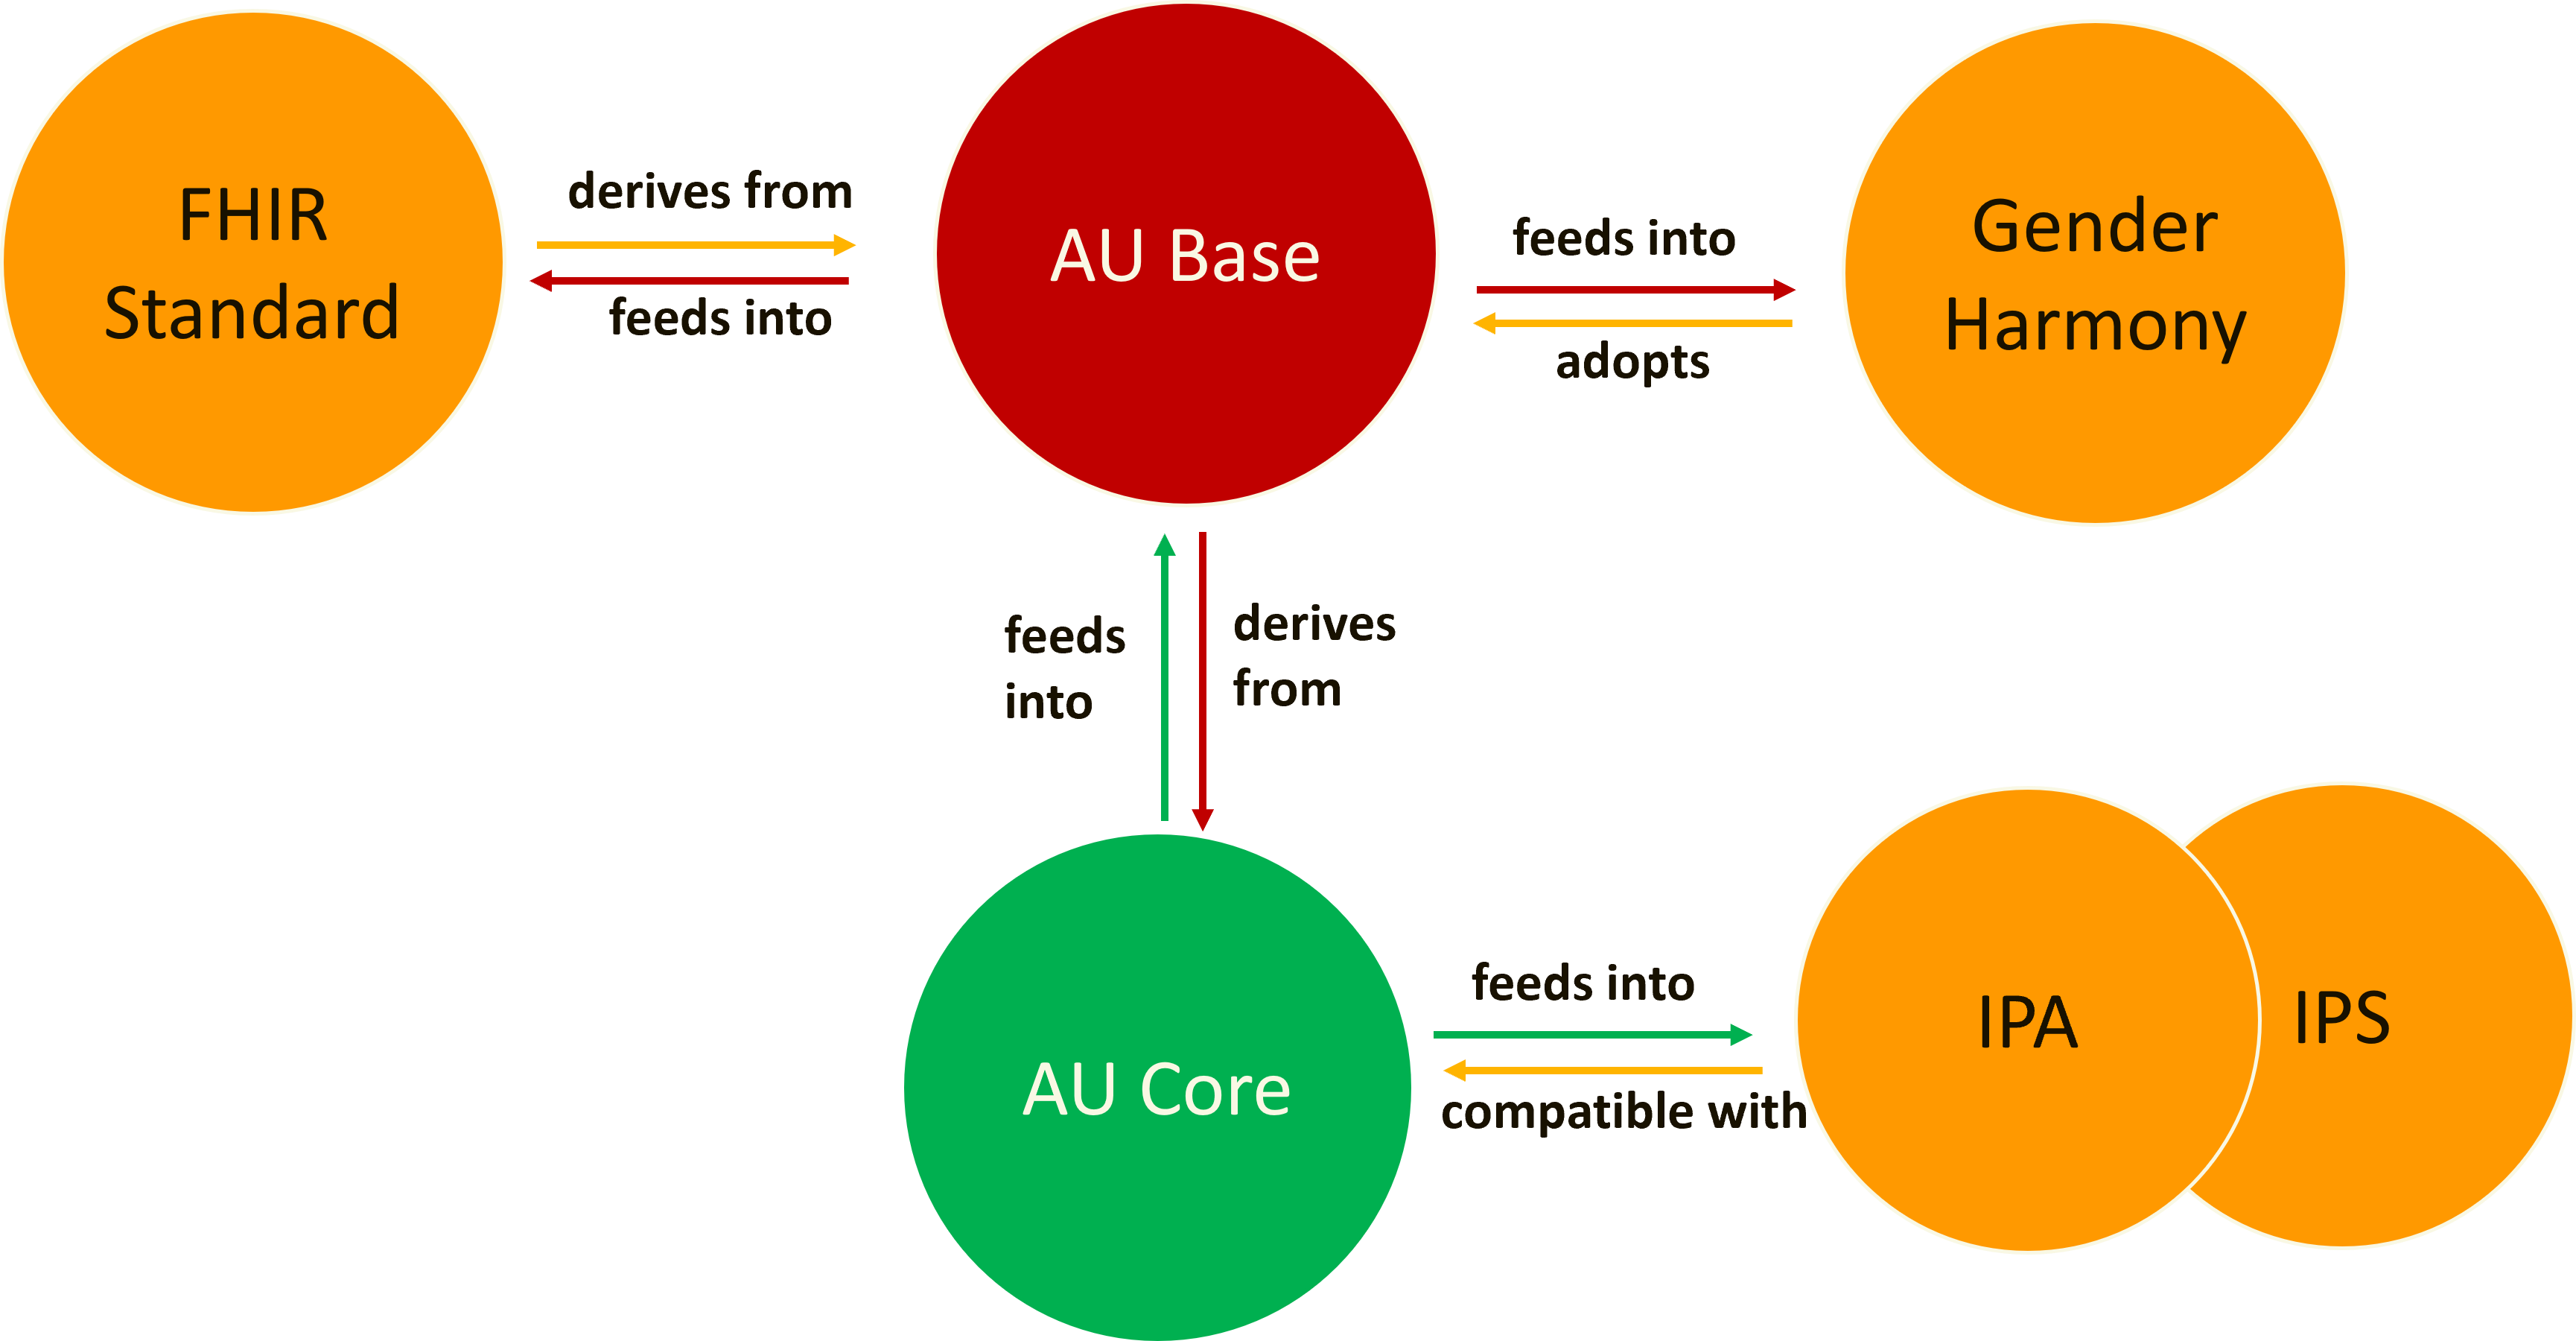 FHIR
Standard
derives from
feeds into
AU Base
feeds into
adopts
Gender
Harmony
feeds
into
derives
from
AU Core
feeds into
compatible with
IPA
IPS